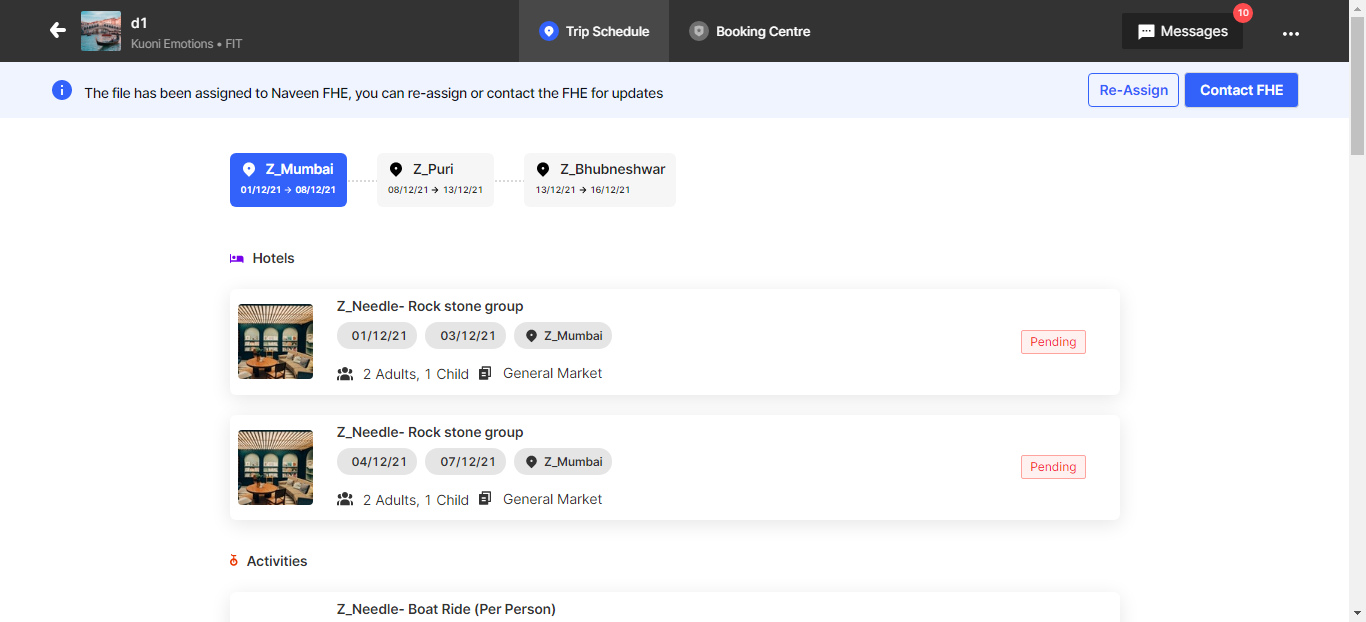 d1
Kuoni Emotions • FIT
Trip Schedule
Booking Centre
Messages
10
The file has been assigned to Naveen FHE, you can re-assign or contact the FHE for updates
Re-Assign
Contact FHE
Z_Mumbai
01/12/21 → 08/12/21
Z_Puri
08/12/21 → 13/12/21
Z_Bhubneshwar
13/12/21 → 16/12/21
Hotels
Z_Needle- Rock stone group
01/12/21 03/12/21 Z_Mumbai
2 Adults, 1 Child General Market
Pending
Z_Needle- Rock stone group
04/12/21 07/12/21 Z_Mumbai
2 Adults, 1 Child General Market
Pending
Activities
Z_Needle- Boat Ride (Per Person)